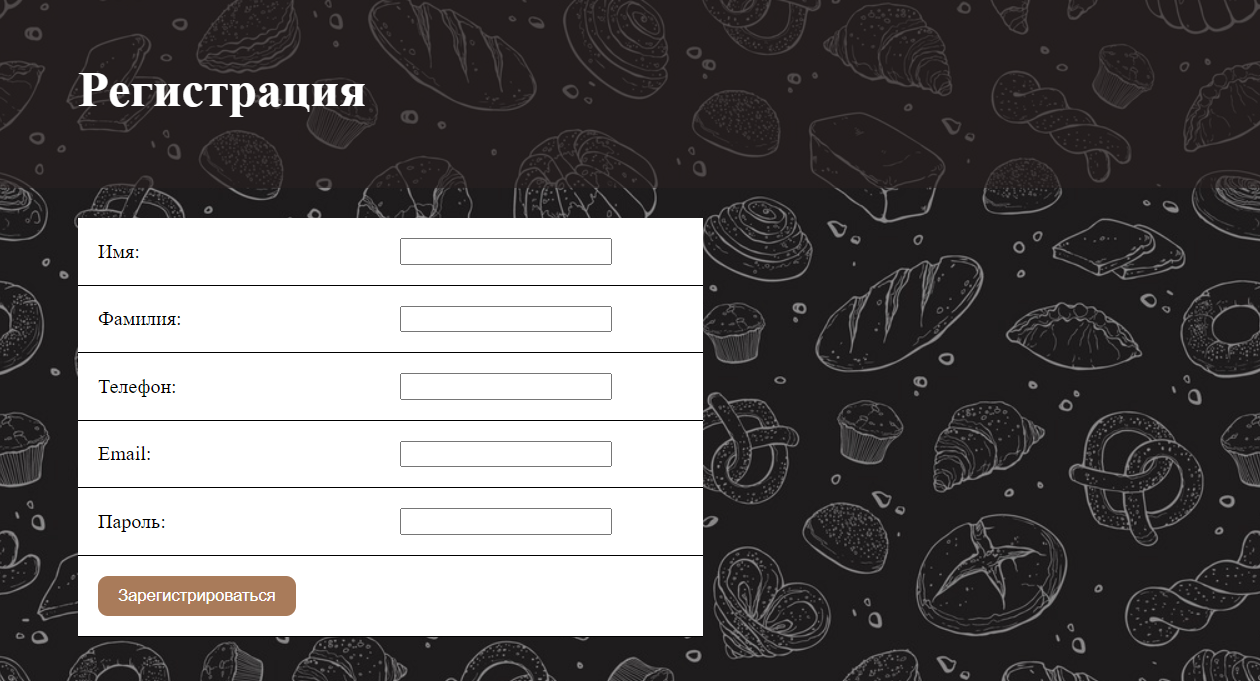 Регистрация
Имя:
Фамилия:
Телефон:
Email:
Пароль:
Зарегистрироваться